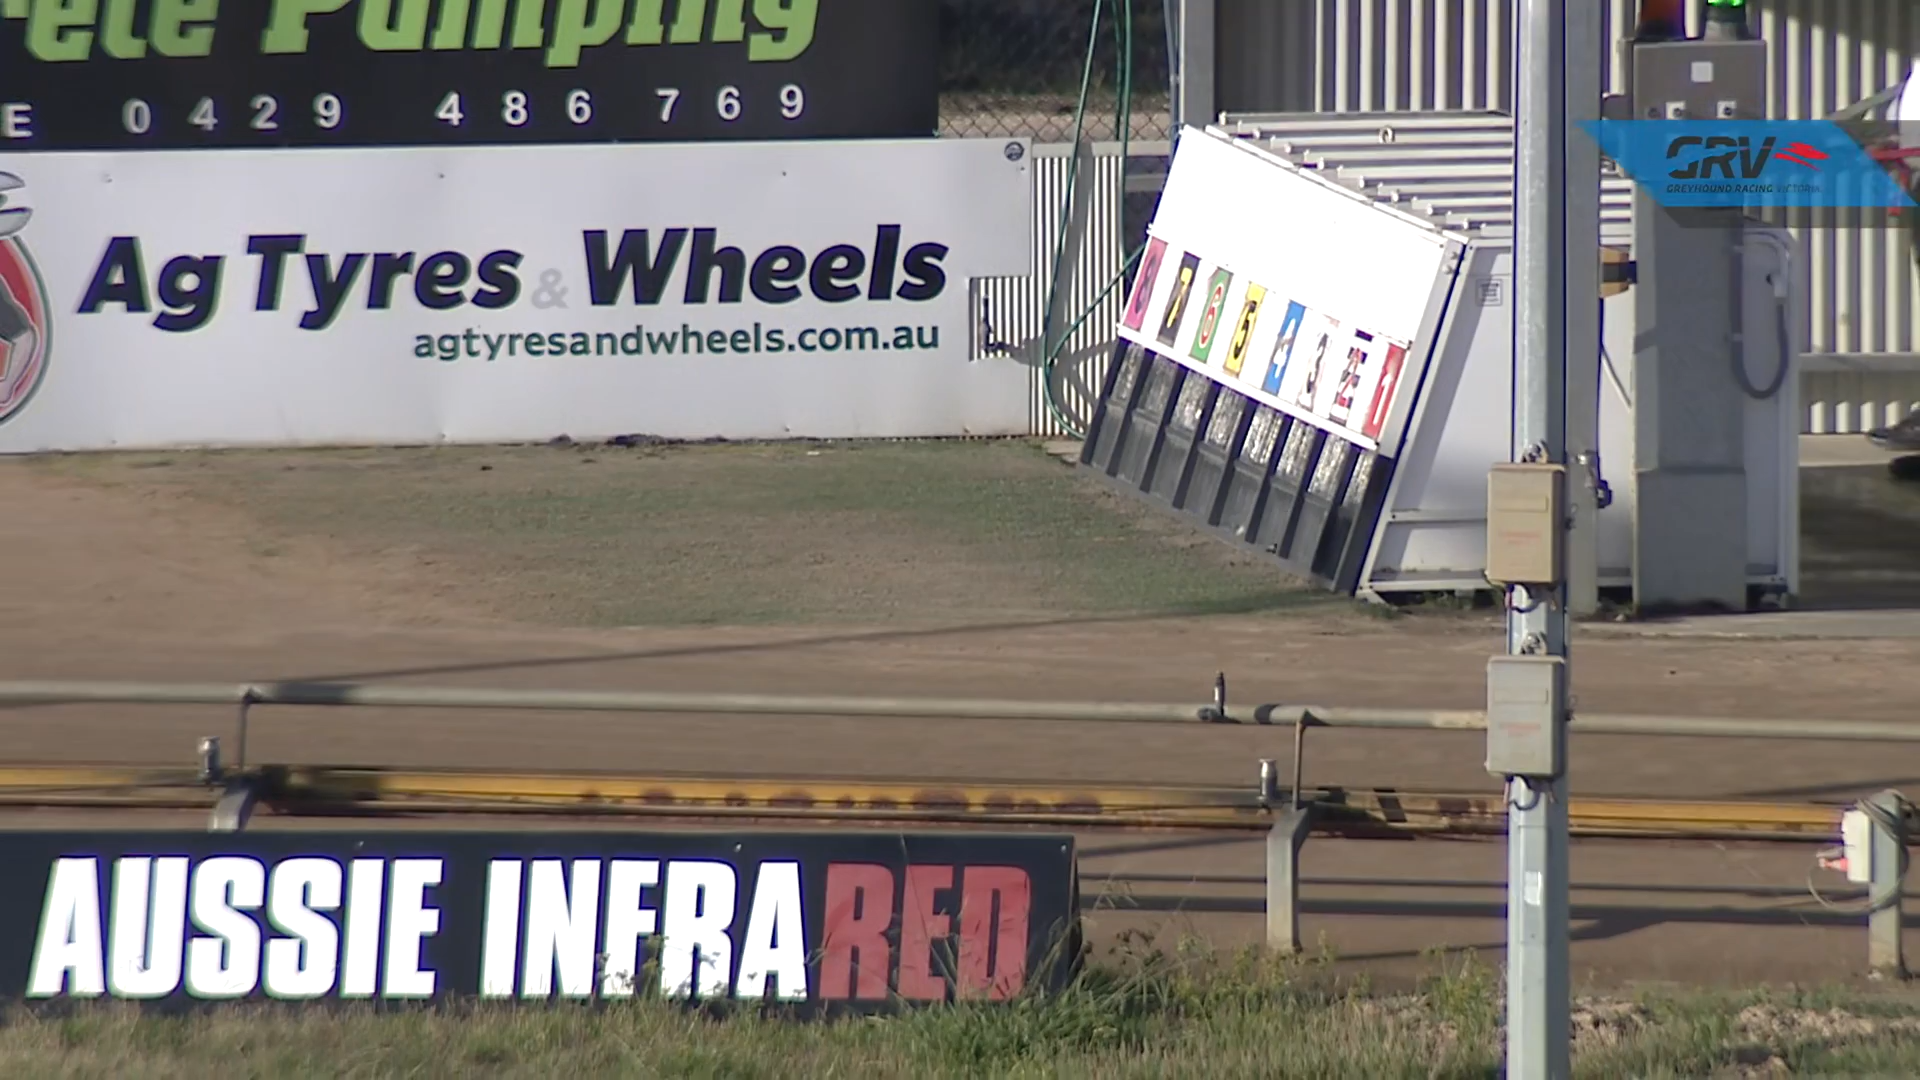 rete Pumping
E 0429 486 769
Ag Tyres & Wheels
agtyresandwheels.com.au
GRV
GREYHOUND RACING VICTORIA
8 7 6 5 4 3 2 1
AUSSIE INFRARED